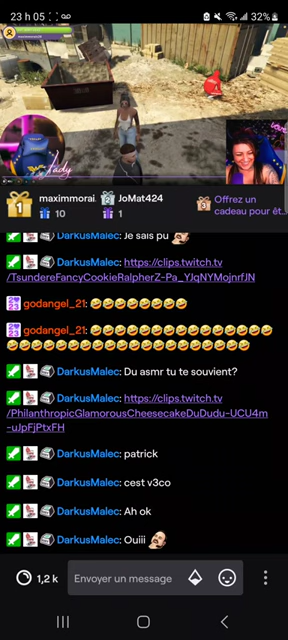 23 h 05
32%
Lady
maximmorai.
10
JoMat424
1
Offrez un
cadeau pour êt..
DarkusMalec: Je sais pu
DarkusMalec: https://clips.twitch.tv
/TsundereFancyCookieRalpherZ-Pa_YJqNYMojnrfJN
godangel_21: 🤣🤣🤣🤣🤣🤣🤣🤣
godangel_21: 🤣🤣🤣🤣🤣🤣🤣🤣🤣🤣🤣🤣🤣🤣🤣
🤣🤣🤣🤣🤣🤣🤣🤣🤣🤣🤣🤣🤣🤣🤣🤣🤣🤣🤣🤣
DarkusMalec: Du asmr tu te souvient?
DarkusMalec: https://clips.twitch.tv
/PhilanthropicGlamorousCheesecakeDuDudu-UCU4m
-uJpFjPtxFH
DarkusMalec: patrick
DarkusMalec: cest v3co
DarkusMalec: Ah ok
DarkusMalec: Ouiii
1,2 k
Envoyer un message